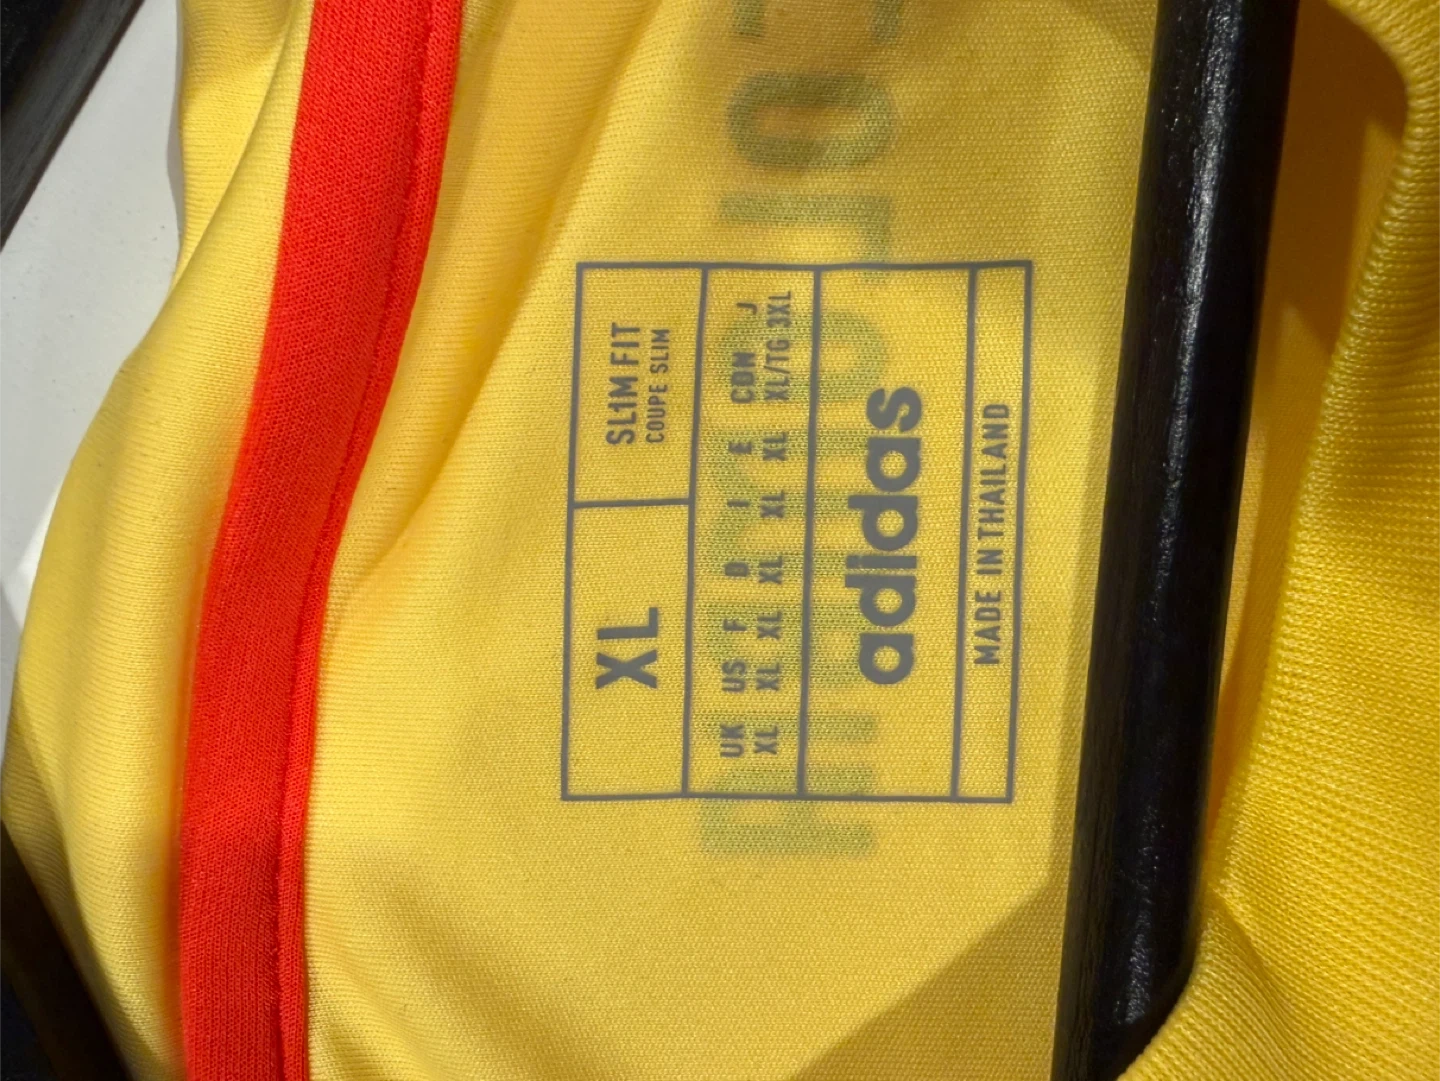 XL
SLIM FIT
COUPE SLIM
UK US F D I E CDN J
XL XL XL XL XL XL XL/TG 3XL
adidas
MADE IN THAILAND